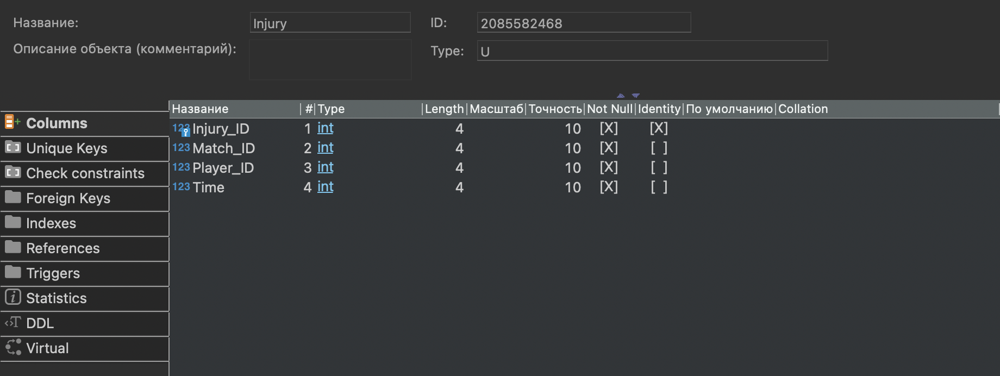 Название: Injury ID: 2085582468
Описание объекта (комментарий): Type: U
Название # Type Length Масштаб Точность Not Null Identity По умолчанию Collation
Columns
Unique Keys
Check constraints
Foreign Keys
Indexes
References
Triggers
Statistics
DDL
Virtual
123 Injury_ID 1 int 4 10 [X] [X]
123 Match_ID 2 int 4 10 [X] [ ]
123 Player_ID 3 int 4 10 [X] [ ]
123 Time 4 int 4 10 [X] [ ]